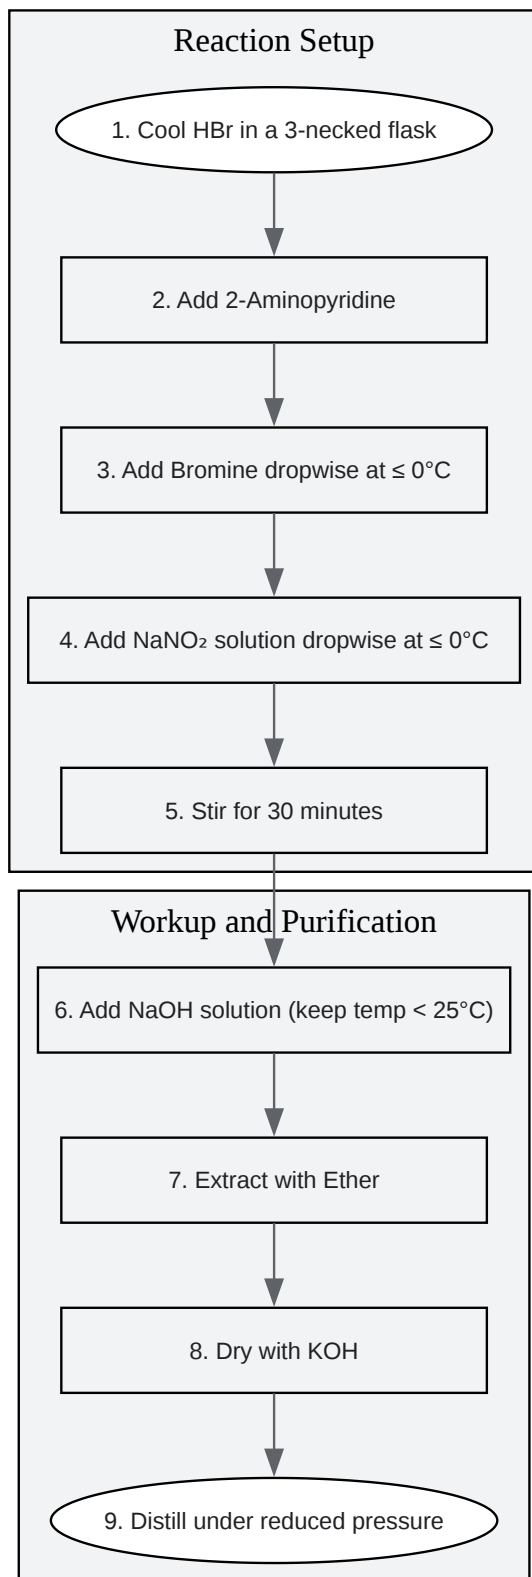 Reaction Setup
1. Cool HBr in a 3-necked flask
2. Add 2-Aminopyridine
3. Add Bromine dropwise at ≤ 0°C
4. Add NaNO₂ solution dropwise at ≤ 0°C
5. Stir for 30 minutes
Workup and Purification
6. Add NaOH solution (keep temp < 25°C)
7. Extract with Ether
8. Dry with KOH
9. Distill under reduced pressure